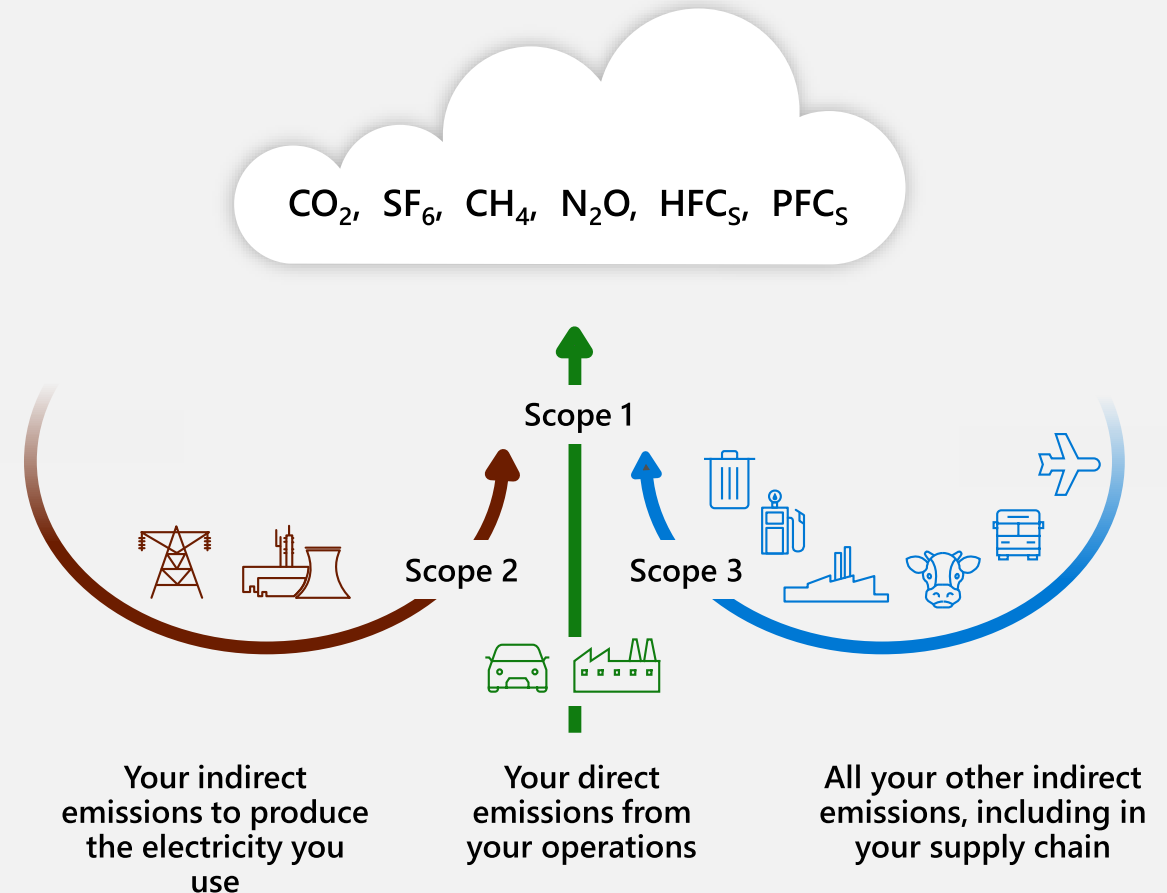 CO₂, SF₆, CH₄, N₂O, HFCₛ, PFCₛ
Scope 1
Scope 2
Scope 3
Your indirect
emissions to produce
the electricity you
use
Your direct
emissions from
your operations
All your other indirect
emissions, including in
your supply chain